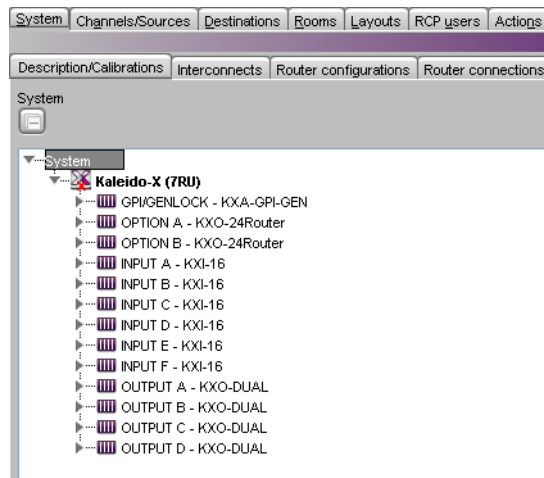 System Channels/Sources Destinations Rooms Layouts RCP users Actions
Description/Calibrations Interconnects Router configurations Router connections
System
System
Kaleido-X (7RU)
GPI/GENLOCK - KXA-GPI-GEN
OPTION A - KXO-24Router
OPTION B - KXO-24Router
INPUT A - KXI-16
INPUT B - KXI-16
INPUT C - KXI-16
INPUT D - KXI-16
INPUT E - KXI-16
INPUT F - KXI-16
OUTPUT A - KXO-DUAL
OUTPUT B - KXO-DUAL
OUTPUT C - KXO-DUAL
OUTPUT D - KXO-DUAL